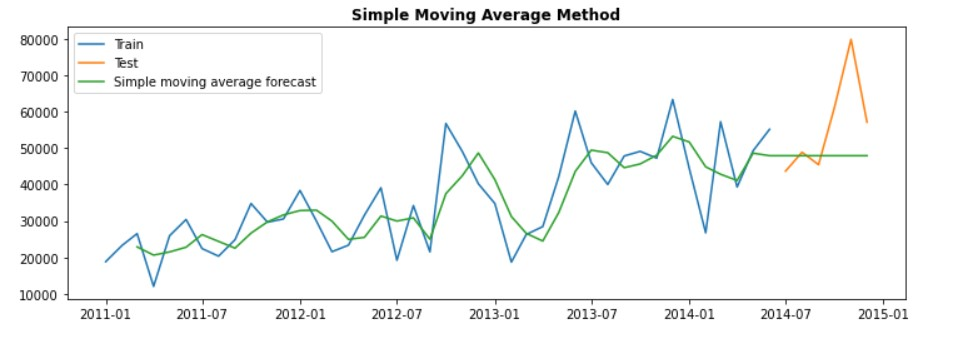 Simple Moving Average Method
Train
Test
Simple moving average forecast
80000
70000
60000
50000
40000
30000
20000
10000
2011-01 2011-07 2012-01 2012-07 2013-01 2013-07 2014-01 2014-07 2015-01